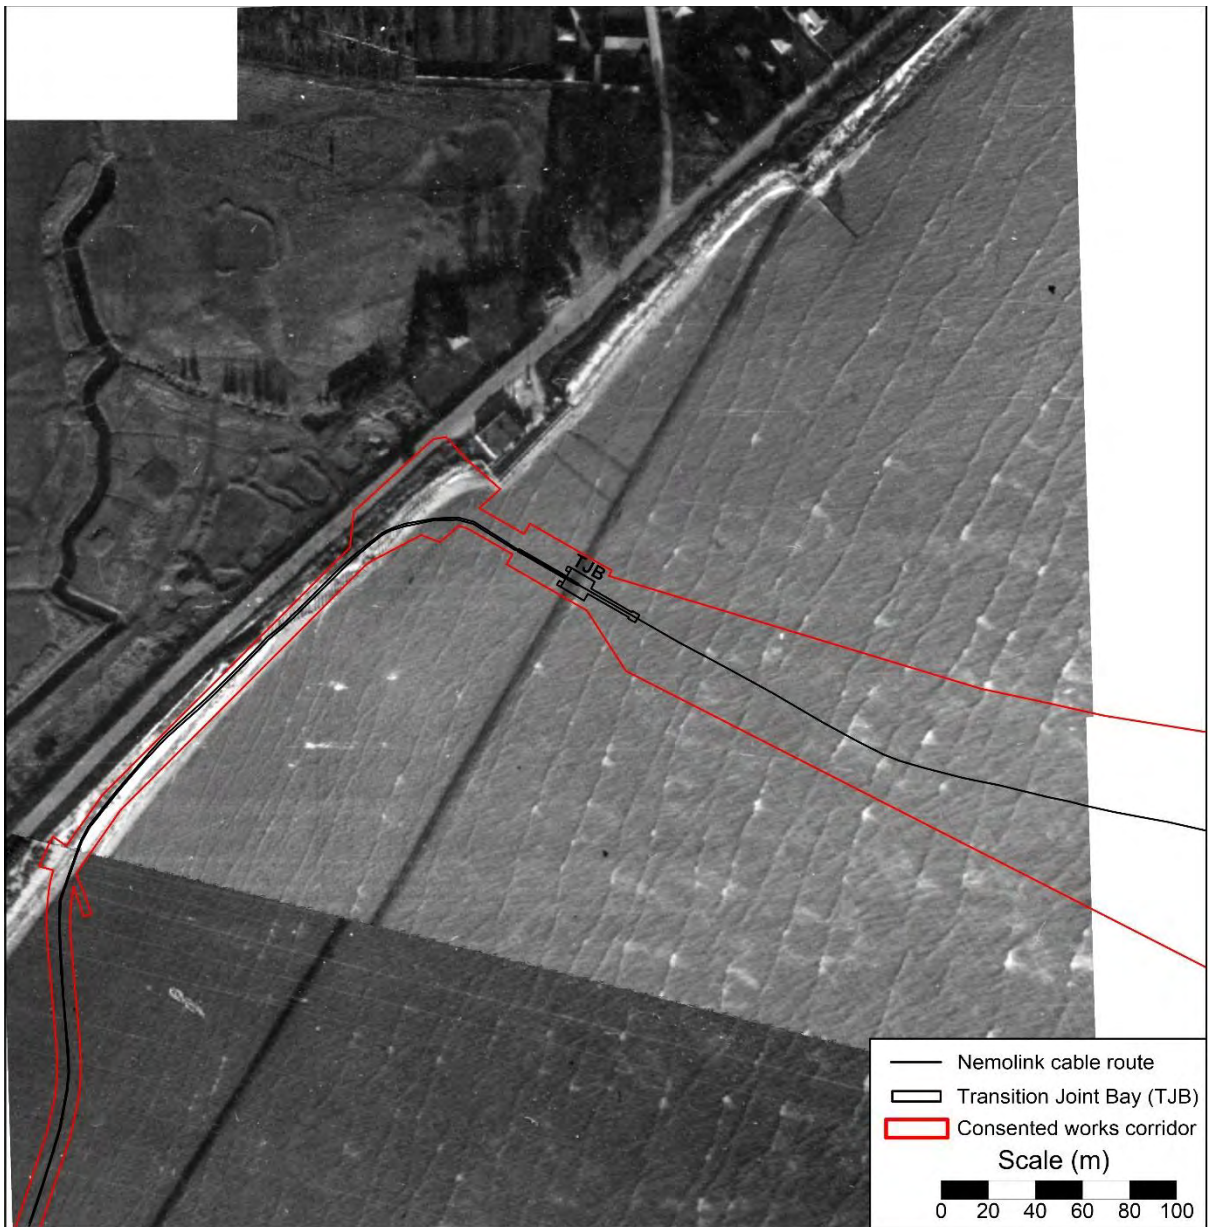 TJB
Nemolink cable route
Transition Joint Bay (TJB)
Consented works corridor
Scale (m)
0 20 40 60 80 100